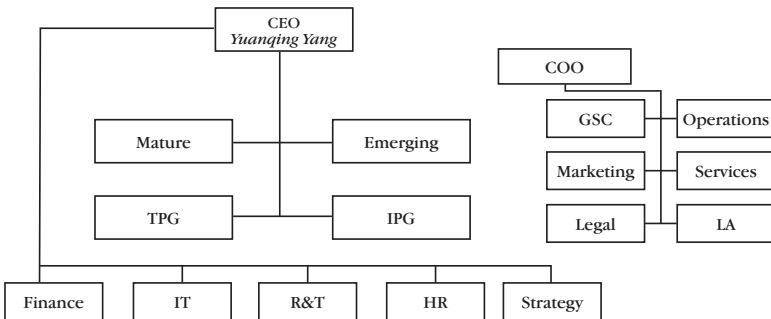 CEO
Yuanqing Yang
COO
GSC
Operations
Mature
Emerging
Marketing
Services
TPG
IPG
Legal
LA
Finance
IT
R&T
HR
Strategy